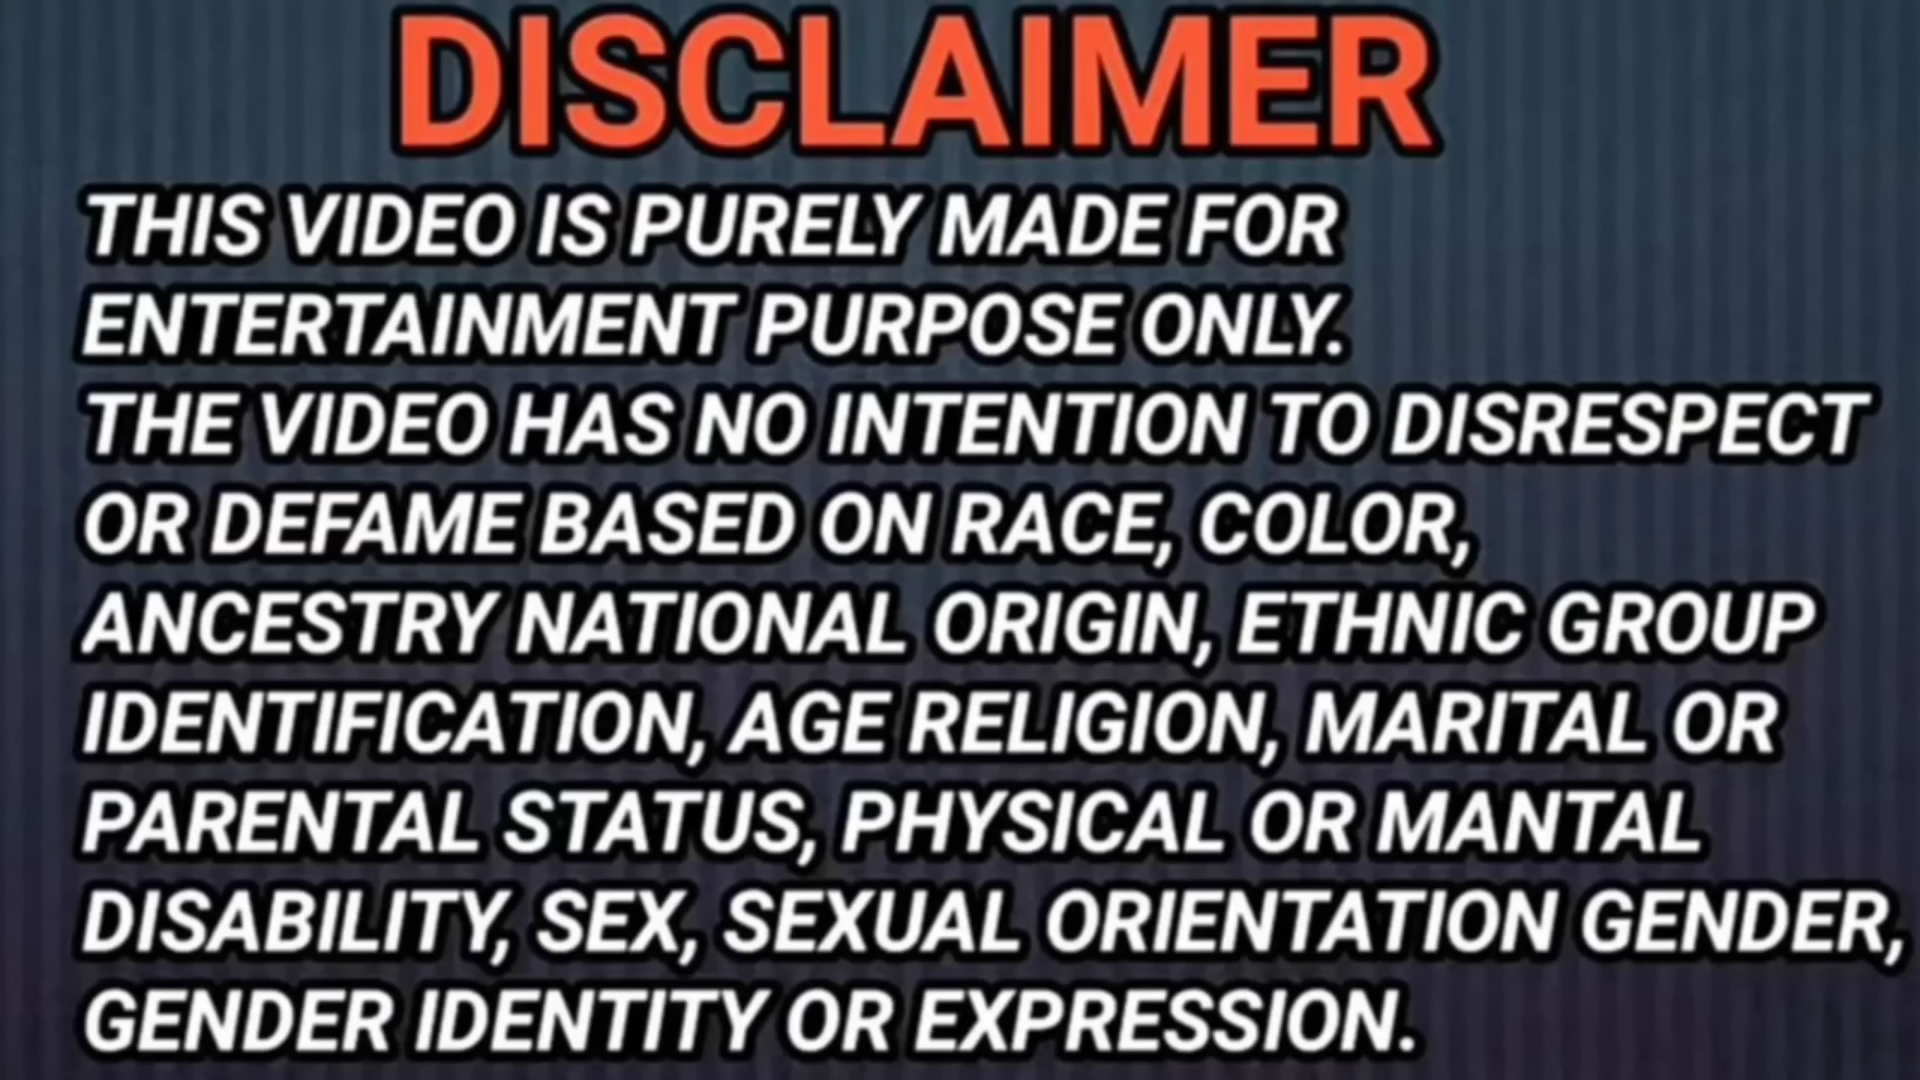 DISCLAIMER
THIS VIDEO IS PURELY MADE FOR
ENTERTAINMENT PURPOSE ONLY.
THE VIDEO HAS NO INTENTION TO DISRESPECT
OR DEFAME BASED ON RACE, COLOR,
ANCESTRY NATIONAL ORIGIN, ETHNIC GROUP
IDENTIFICATION, AGE RELIGION, MARITAL OR
PARENTAL STATUS, PHYSICAL OR MANTAL
DISABILITY, SEX, SEXUAL ORIENTATION GENDER,
GENDER IDENTITY OR EXPRESSION.